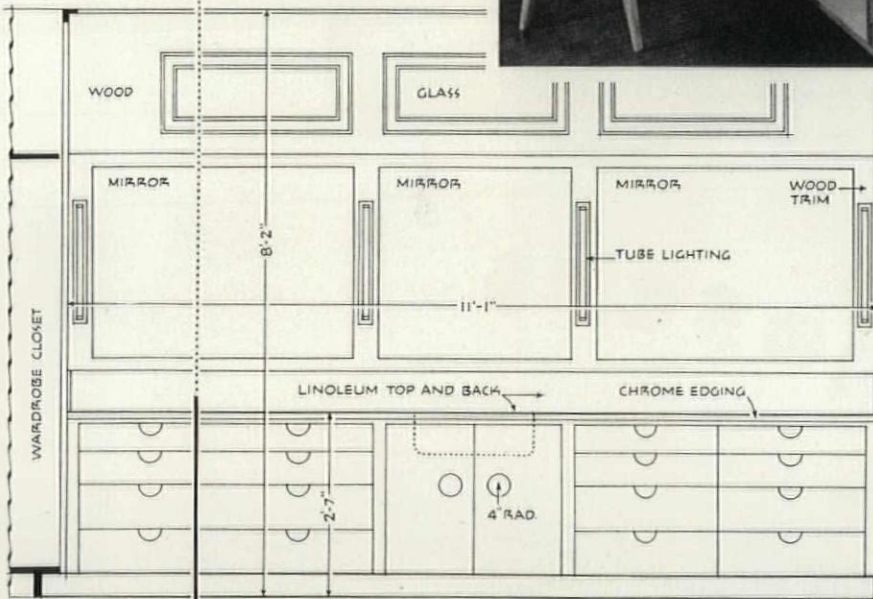 WOOD
GLASS
MIRROR
MIRROR
MIRROR
WOOD
TRIM
8'-2"
TUBE LIGHTING
11'-1"
WARDROBE CLOSET
LINOLEUM TOP AND BACK
CHROME EDGING
2'-7"
4" RAD.